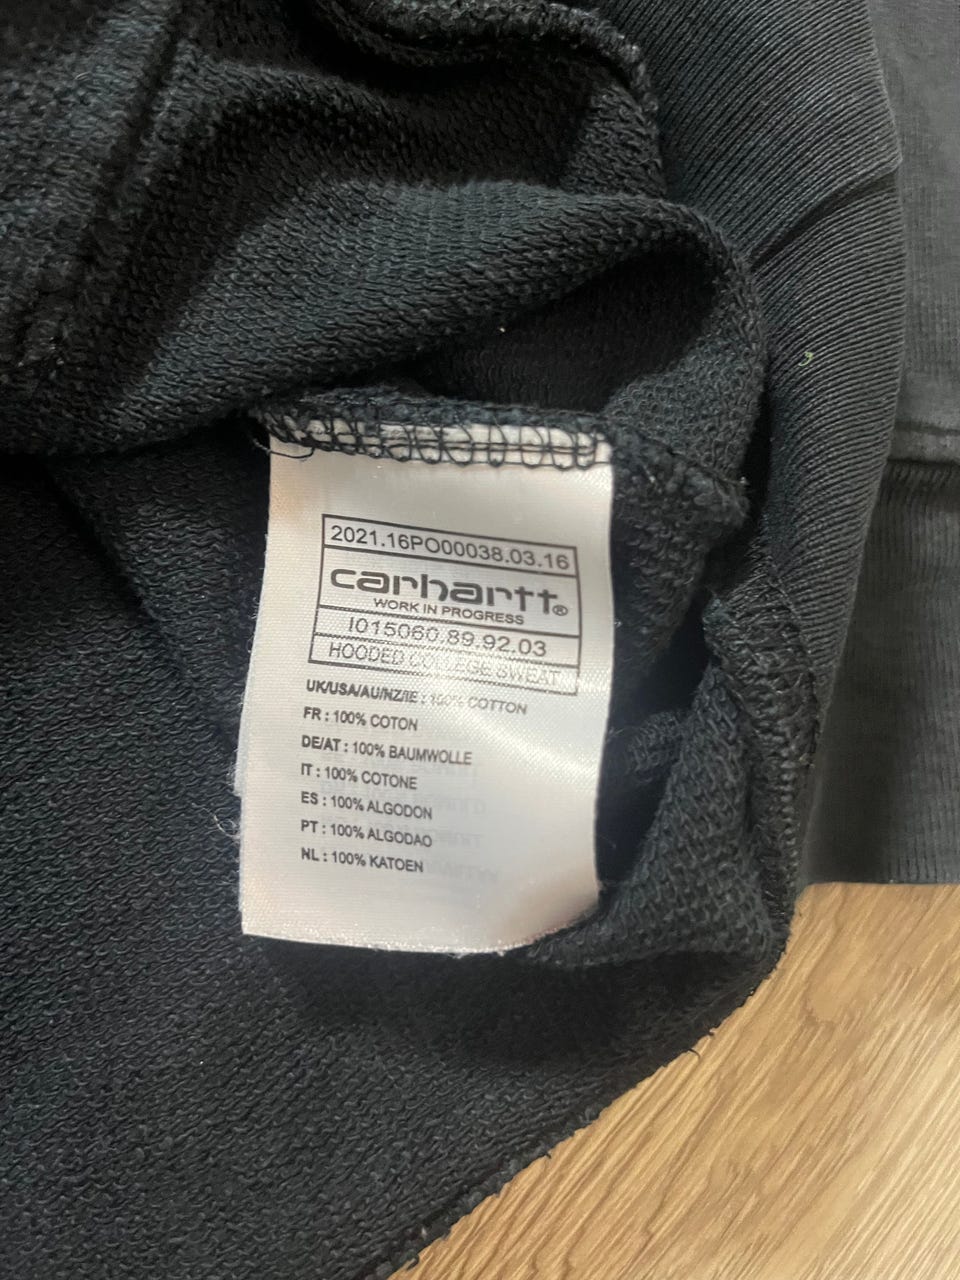 2021.16PO00038.03.16
carhartt®
WORK IN PROGRESS
I015060.89.92.03
HOODED COLLEGE SWEAT
UK/USA/AU/NZ/IE : 100% COTTON
FR : 100% COTON
DE/AT : 100% BAUMWOLLE
IT : 100% COTONE
ES : 100% ALGODON
PT : 100% ALGODAO
NL : 100% KATOEN